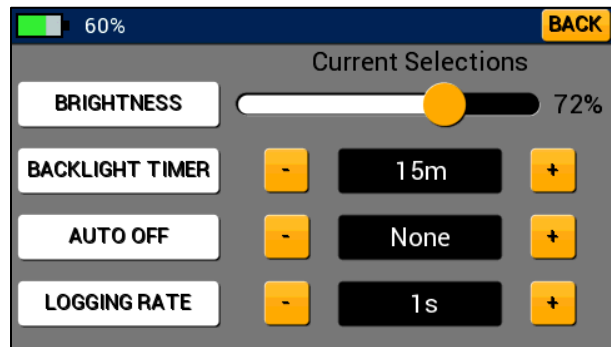 60% BACK
Current Selections
BRIGHTNESS 72%
BACKLIGHT TIMER - 15m +
AUTO OFF - None +
LOGGING RATE - 1s +